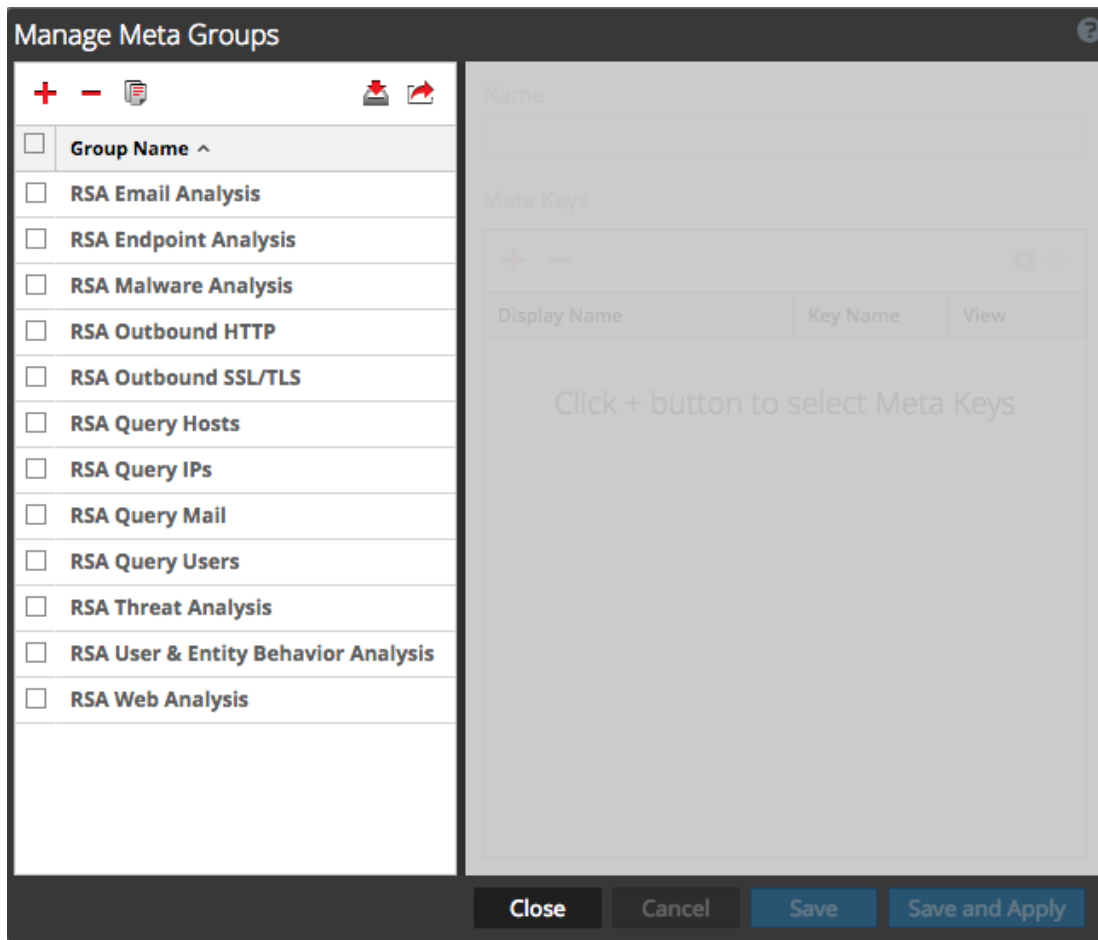 Manage Meta Groups
?
Group Name
RSA Email Analysis
RSA Endpoint Analysis
RSA Malware Analysis
RSA Outbound HTTP
RSA Outbound SSL/TLS
RSA Query Hosts
RSA Query IPs
RSA Query Mail
RSA Query Users
RSA Threat Analysis
RSA User & Entity Behavior Analysis
RSA Web Analysis
Name
Meta Keys
Display Name Key Name View
Click + button to select Meta Keys
Close Cancel Save Save and Apply